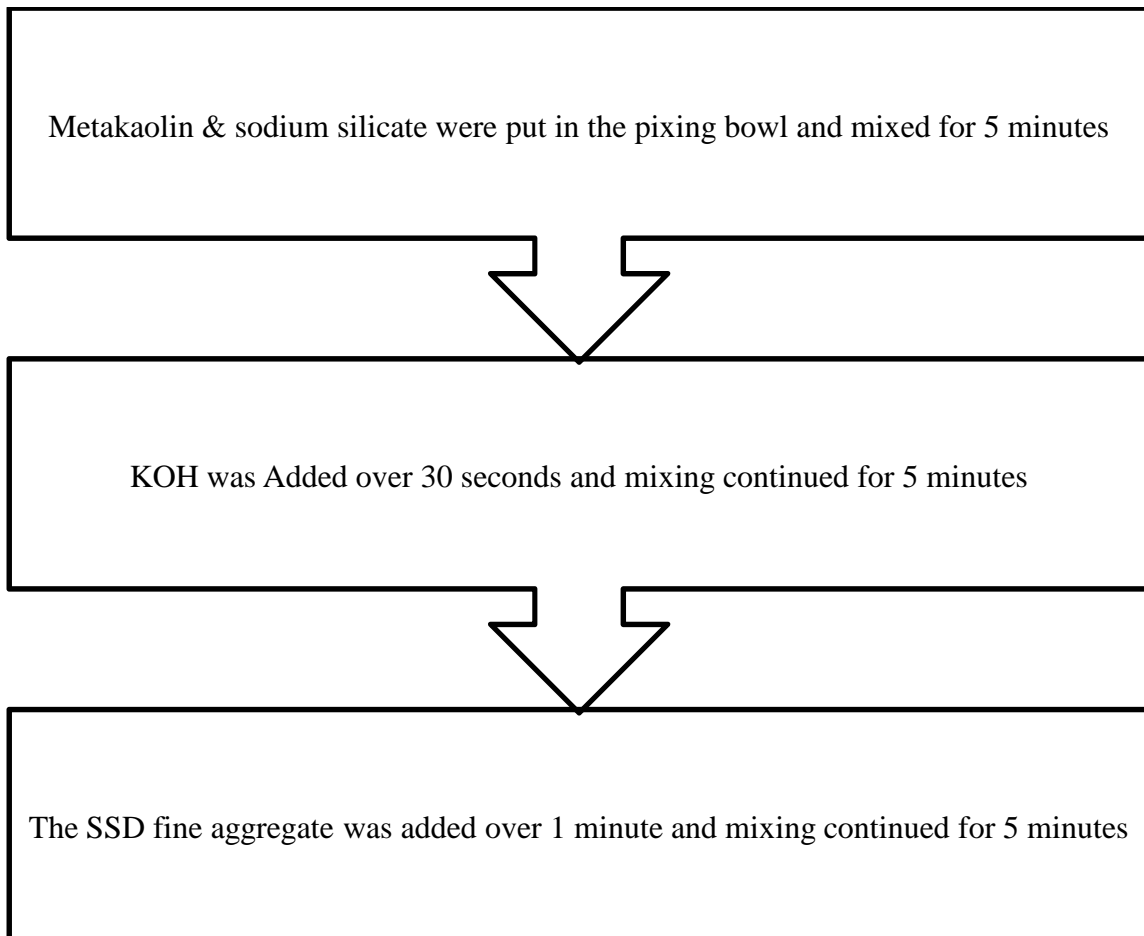 Metakaolin & sodium silicate were put in the pixing bowl and mixed for 5 minutes
KOH was Added over 30 seconds and mixing continued for 5 minutes
The SSD fine aggregate was added over 1 minute and mixing continued for 5 minutes